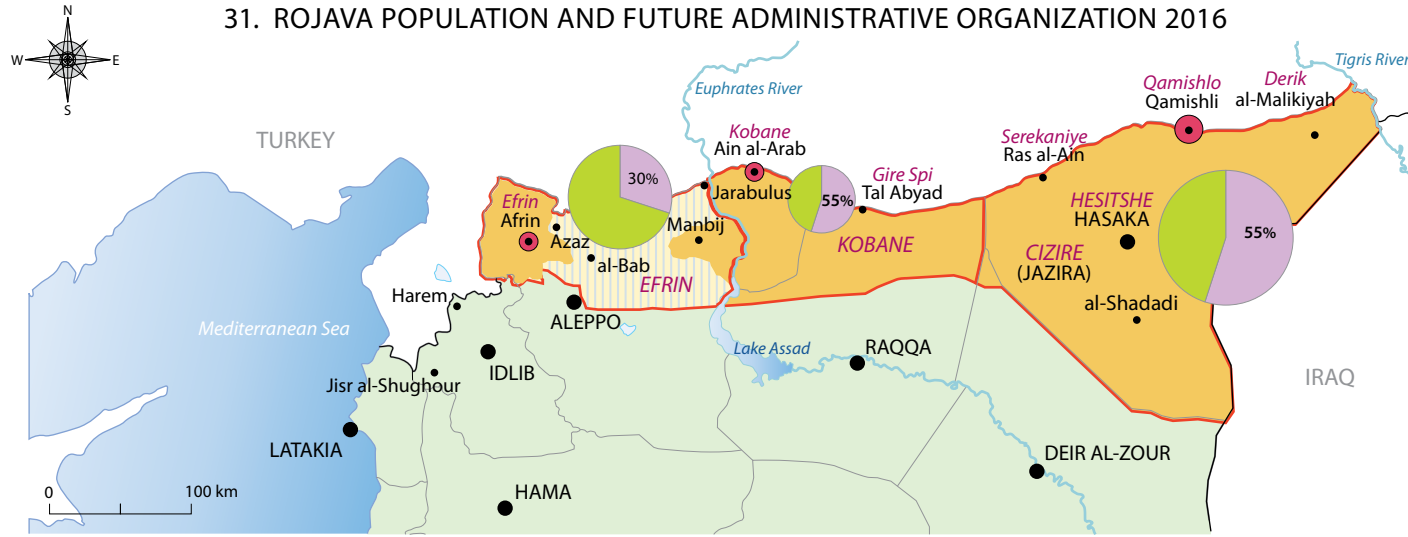 31. ROJAVA POPULATION AND FUTURE ADMINISTRATIVE ORGANIZATION 2016
N
W
E
S
TURKEY
Euphrates River
Tigris River
Qamishlo
Qamishli
Derik
al-Malikiyah
Kobane
Ain al-Arab
Serekaniye
Ras al-Ain
Gire Spi
Tal Abyad
Jarabulus
30%
55%
Efrin
Afrin
Azaz
Manbij
al-Bab
EFRIN
KOBANE
HESITSHE
HASAKA
CIZIRE
(JAZIRA)
55%
al-Shadadi
Harem
ALEPPO
Mediterranean Sea
Lake Assad
RAQQA
IDLIB
Jisr al-Shughour
IRAQ
LATAKIA
DEIR AL-ZOUR
HAMA
0
100 km